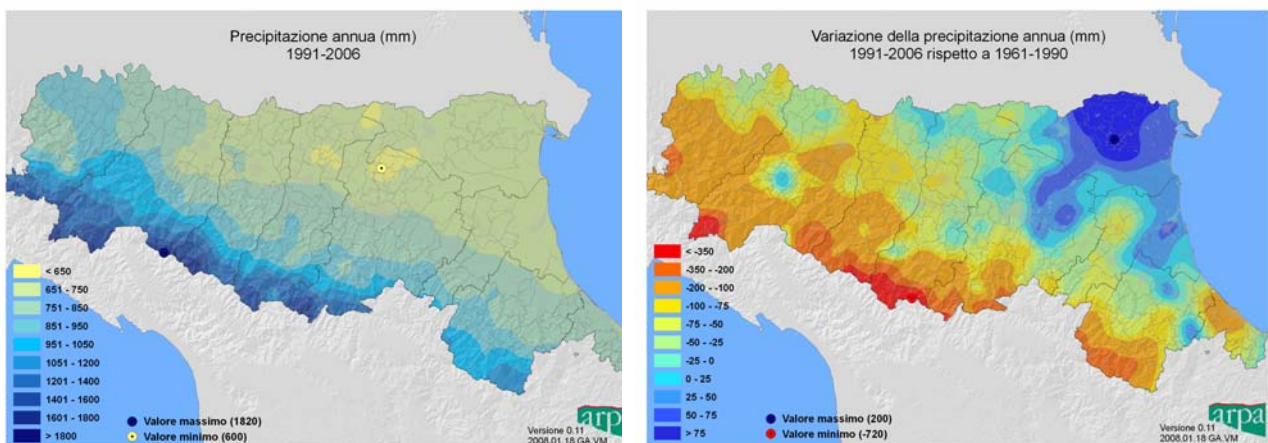 Precipitazione annua (mm)
1991-2006
< 650
651 - 750
751 - 850
851 - 950
951 - 1050
1051 - 1200
1201 - 1400
1401 - 1600
1601 - 1800
> 1800
Valore massimo (1820)
Valore minimo (600)
arpa
Versione 0.11
2008.01.18 GA.VM
Variazione della precipitazione annua (mm)
1991-2006 rispetto a 1961-1990
< -350
-350 - -200
-200 - -100
-100 - -75
-75 - -50
-50 - -25
-25 - 0
0 - 25
25 - 50
50 - 75
> 75
Valore massimo (200)
Valore minimo (-720)
arpa
Versione 0.11
2008.01.18 GA.VM